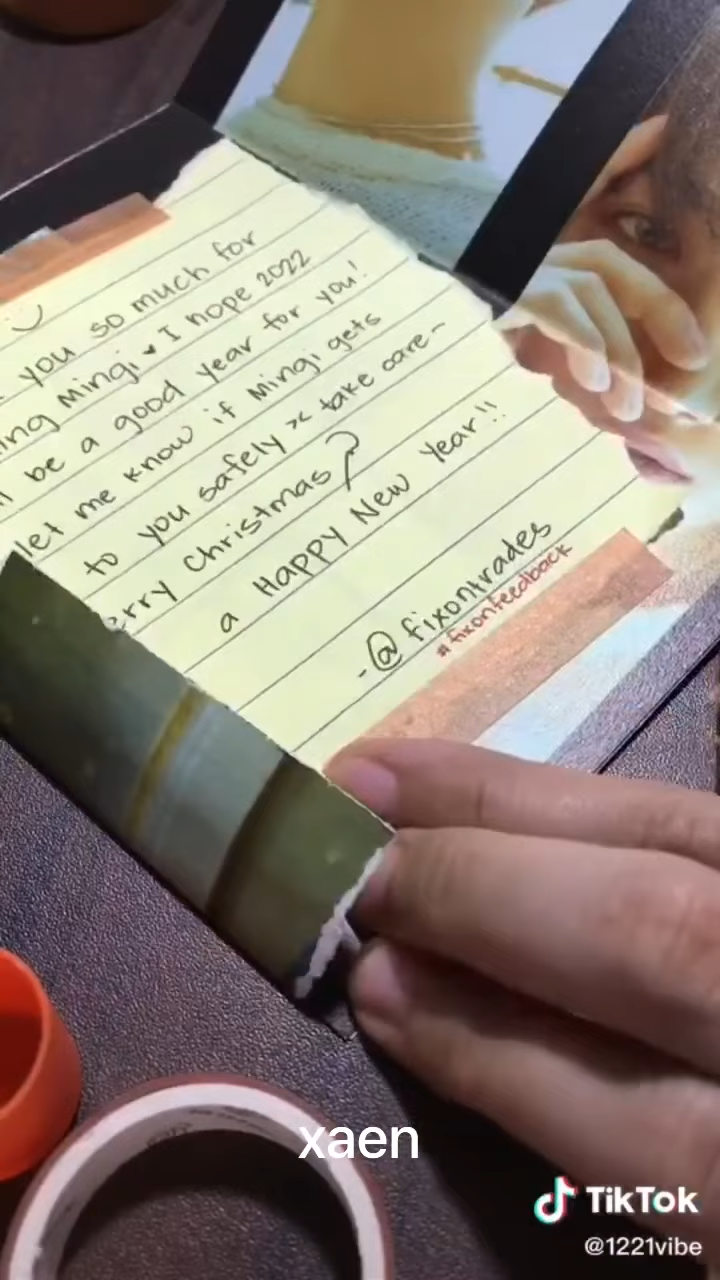 you so much for
Mingi ♥ I hope 2022
be a good year for you!
let me know if Mingi gets
to you safely >< take care~
erry Christmas &
a Happy New Year!!
-@fixontrades
#fixonfeedback
xaen
TikTok
@1221vibe